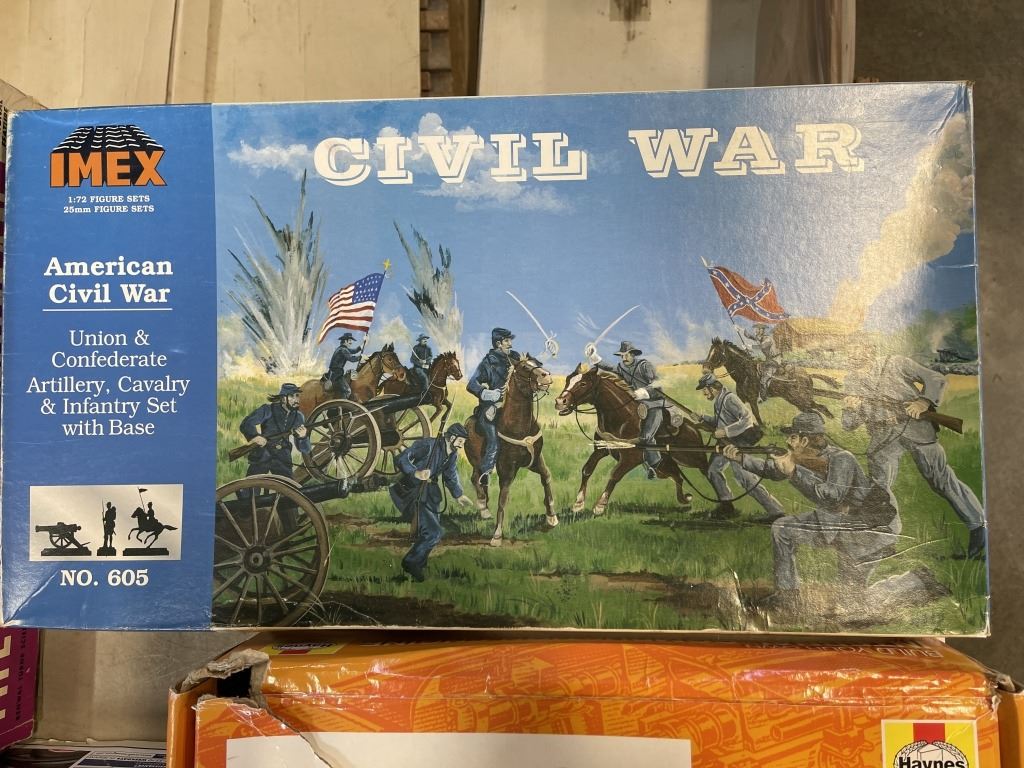 IMEX
1:72 FIGURE SETS
25mm FIGURE SETS
CIVIL WAR
American
Civil War
Union &
Confederate
Artillery, Cavalry
& Infantry Set
with Base
NO. 605
Haynes